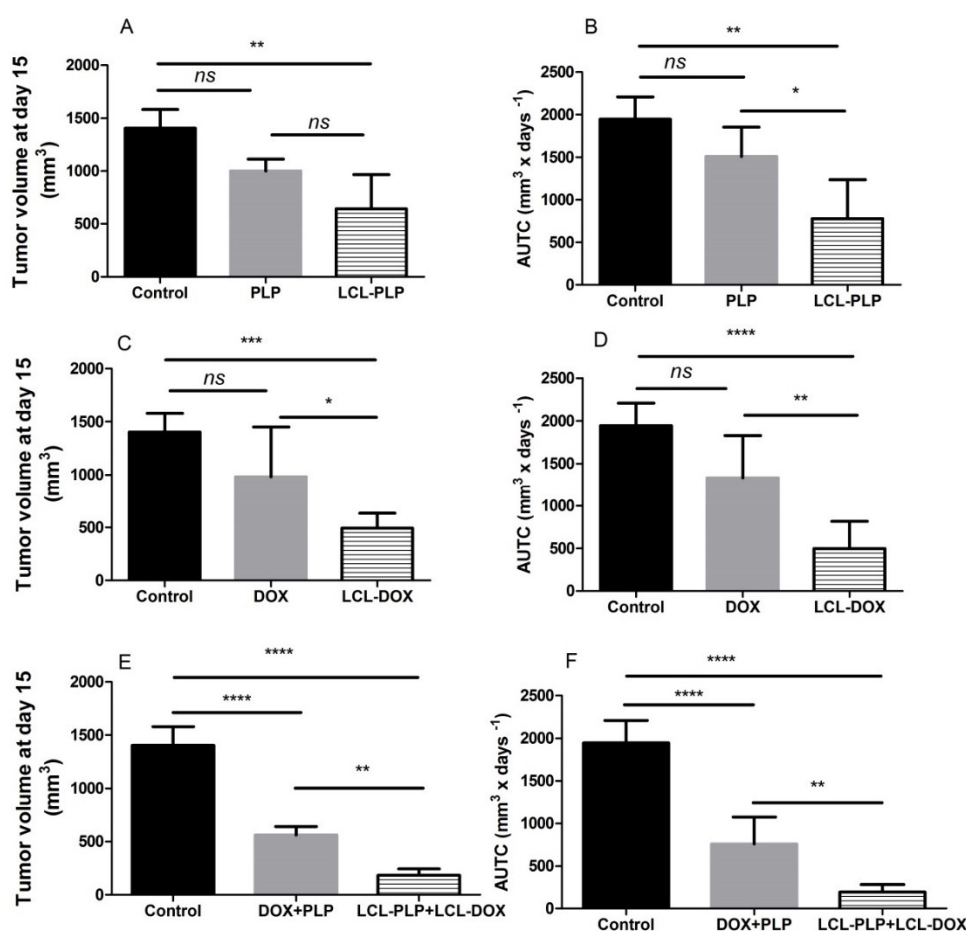 A
Tumor volume at day 15
(mm³)
2000
1500
1000
500
0
**
ns
ns
Control PLP LCL-PLP
B
AUTC (mm³ x days ⁻¹)
2500
2000
1500
1000
500
0
**
ns
*
Control PLP LCL-PLP
C
Tumor volume at day 15
(mm³)
2000
1500
1000
500
0
***
ns
*
Control DOX LCL-DOX
D
AUTC (mm³ x days ⁻¹)
2500
2000
1500
1000
500
0
****
ns
**
Control DOX LCL-DOX
E
Tumor volume at day 15
(mm³)
2000
1500
1000
500
0
****
****
**
Control DOX+PLP LCL-PLP+LCL-DOX
F
AUTC (mm³ x days ⁻¹)
2500
2000
1500
1000
500
0
****
****
**
Control DOX+PLP LCL-PLP+LCL-DOX